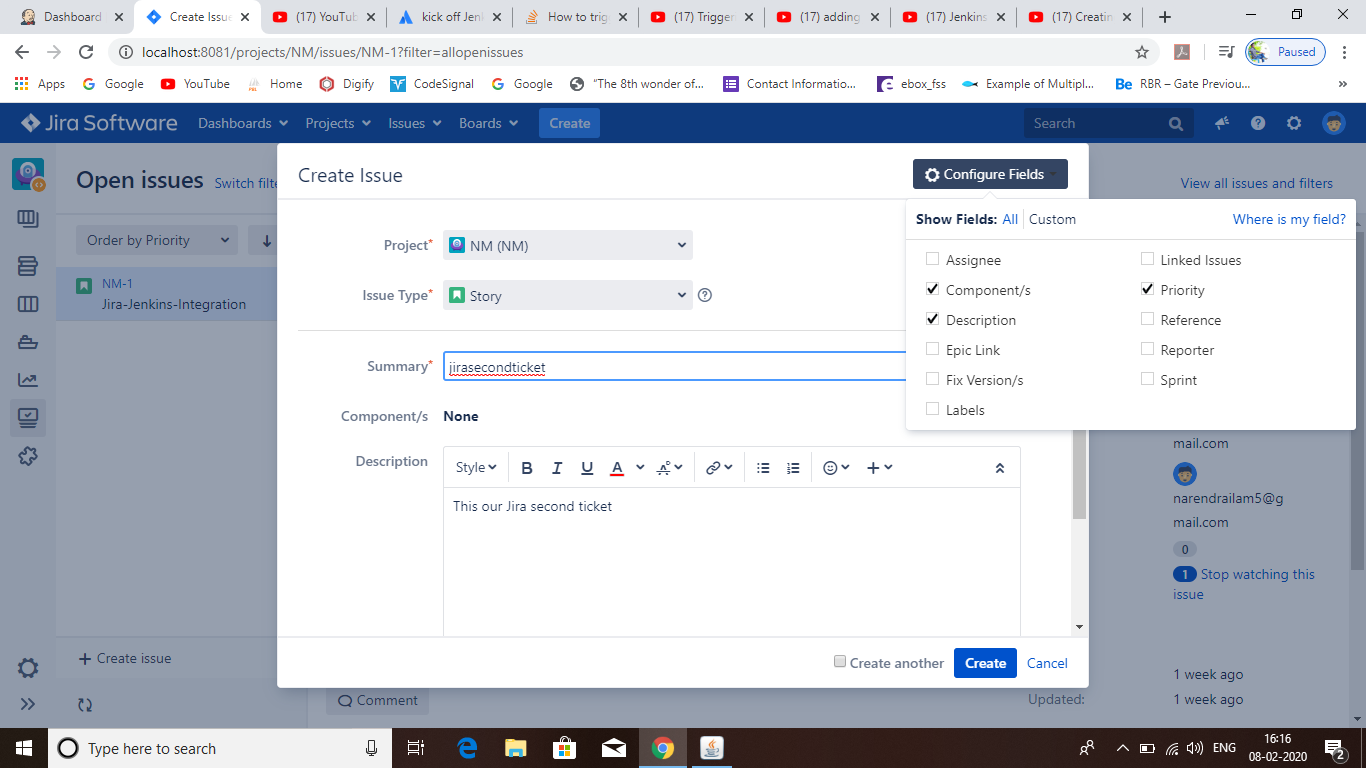 Dashboard
Create Issue
(17) YouTub
kick off Jenl
How to trig
(17) Trigger
(17) adding
(17) Jenkins
(17) Creatin
localhost:8081/projects/NM/issues/NM-1?filter=allopenissues
Paused
Apps
Google
YouTube
Home
Digify
CodeSignal
Google
"The 8th wonder of...
Contact Informatio...
ebox_fss
Example of Multipl...
Be RBR – Gate Previou...
»
Jira Software
Dashboards
Projects
Issues
Boards
Create
Search
Open issues
Switch filte
View all issues and filters
Order by Priority
NM-1
Jira-Jenkins-Integration
Create Issue
Configure Fields
Show Fields: All Custom
Where is my field?
Assignee
Linked Issues
Component/s
Priority
Description
Reference
Epic Link
Reporter
Fix Version/s
Sprint
Labels
Project*
NM (NM)
Issue Type*
Story
Summary*
jirasecondticket
Component/s
None
Description
Style
B I U A
This our Jira second ticket
mail.com
narendrailam5@g
mail.com
0
1 Stop watching this
issue
Create another
Create
Cancel
+ Create issue
Comment
1 week ago
Updated:
1 week ago
Type here to search
ENG
16:16
08-02-2020
2